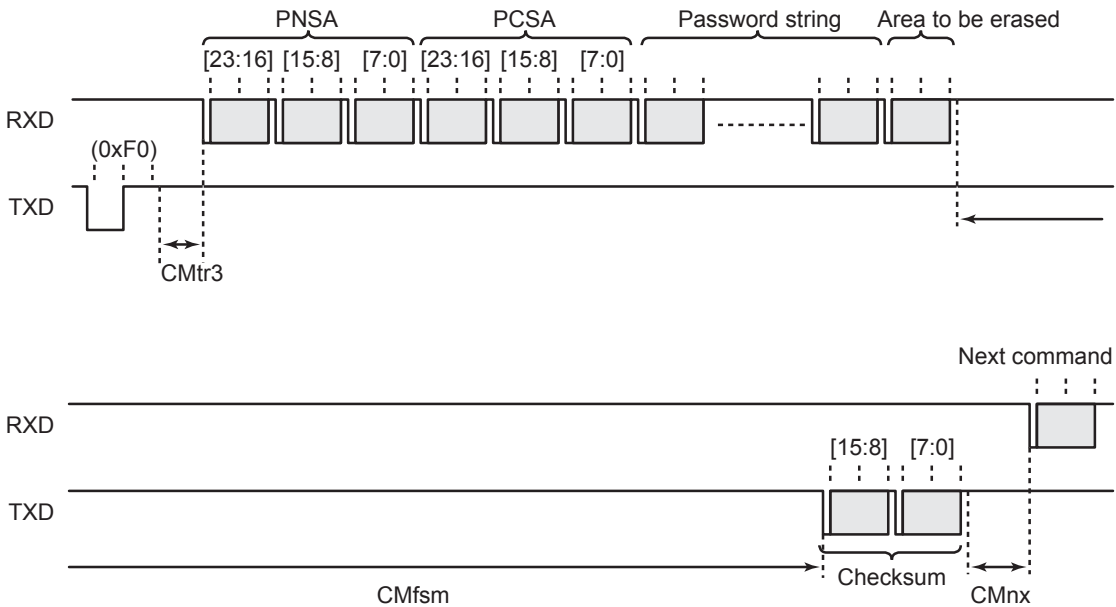 PNSA PCSA Password string Area to be erased
[23:16] [15:8] [7:0] [23:16] [15:8] [7:0]
RXD
(0xF0)
TXD
CMtr3
Next command
RXD
[15:8] [7:0]
TXD
Checksum
CMfsm CMnx